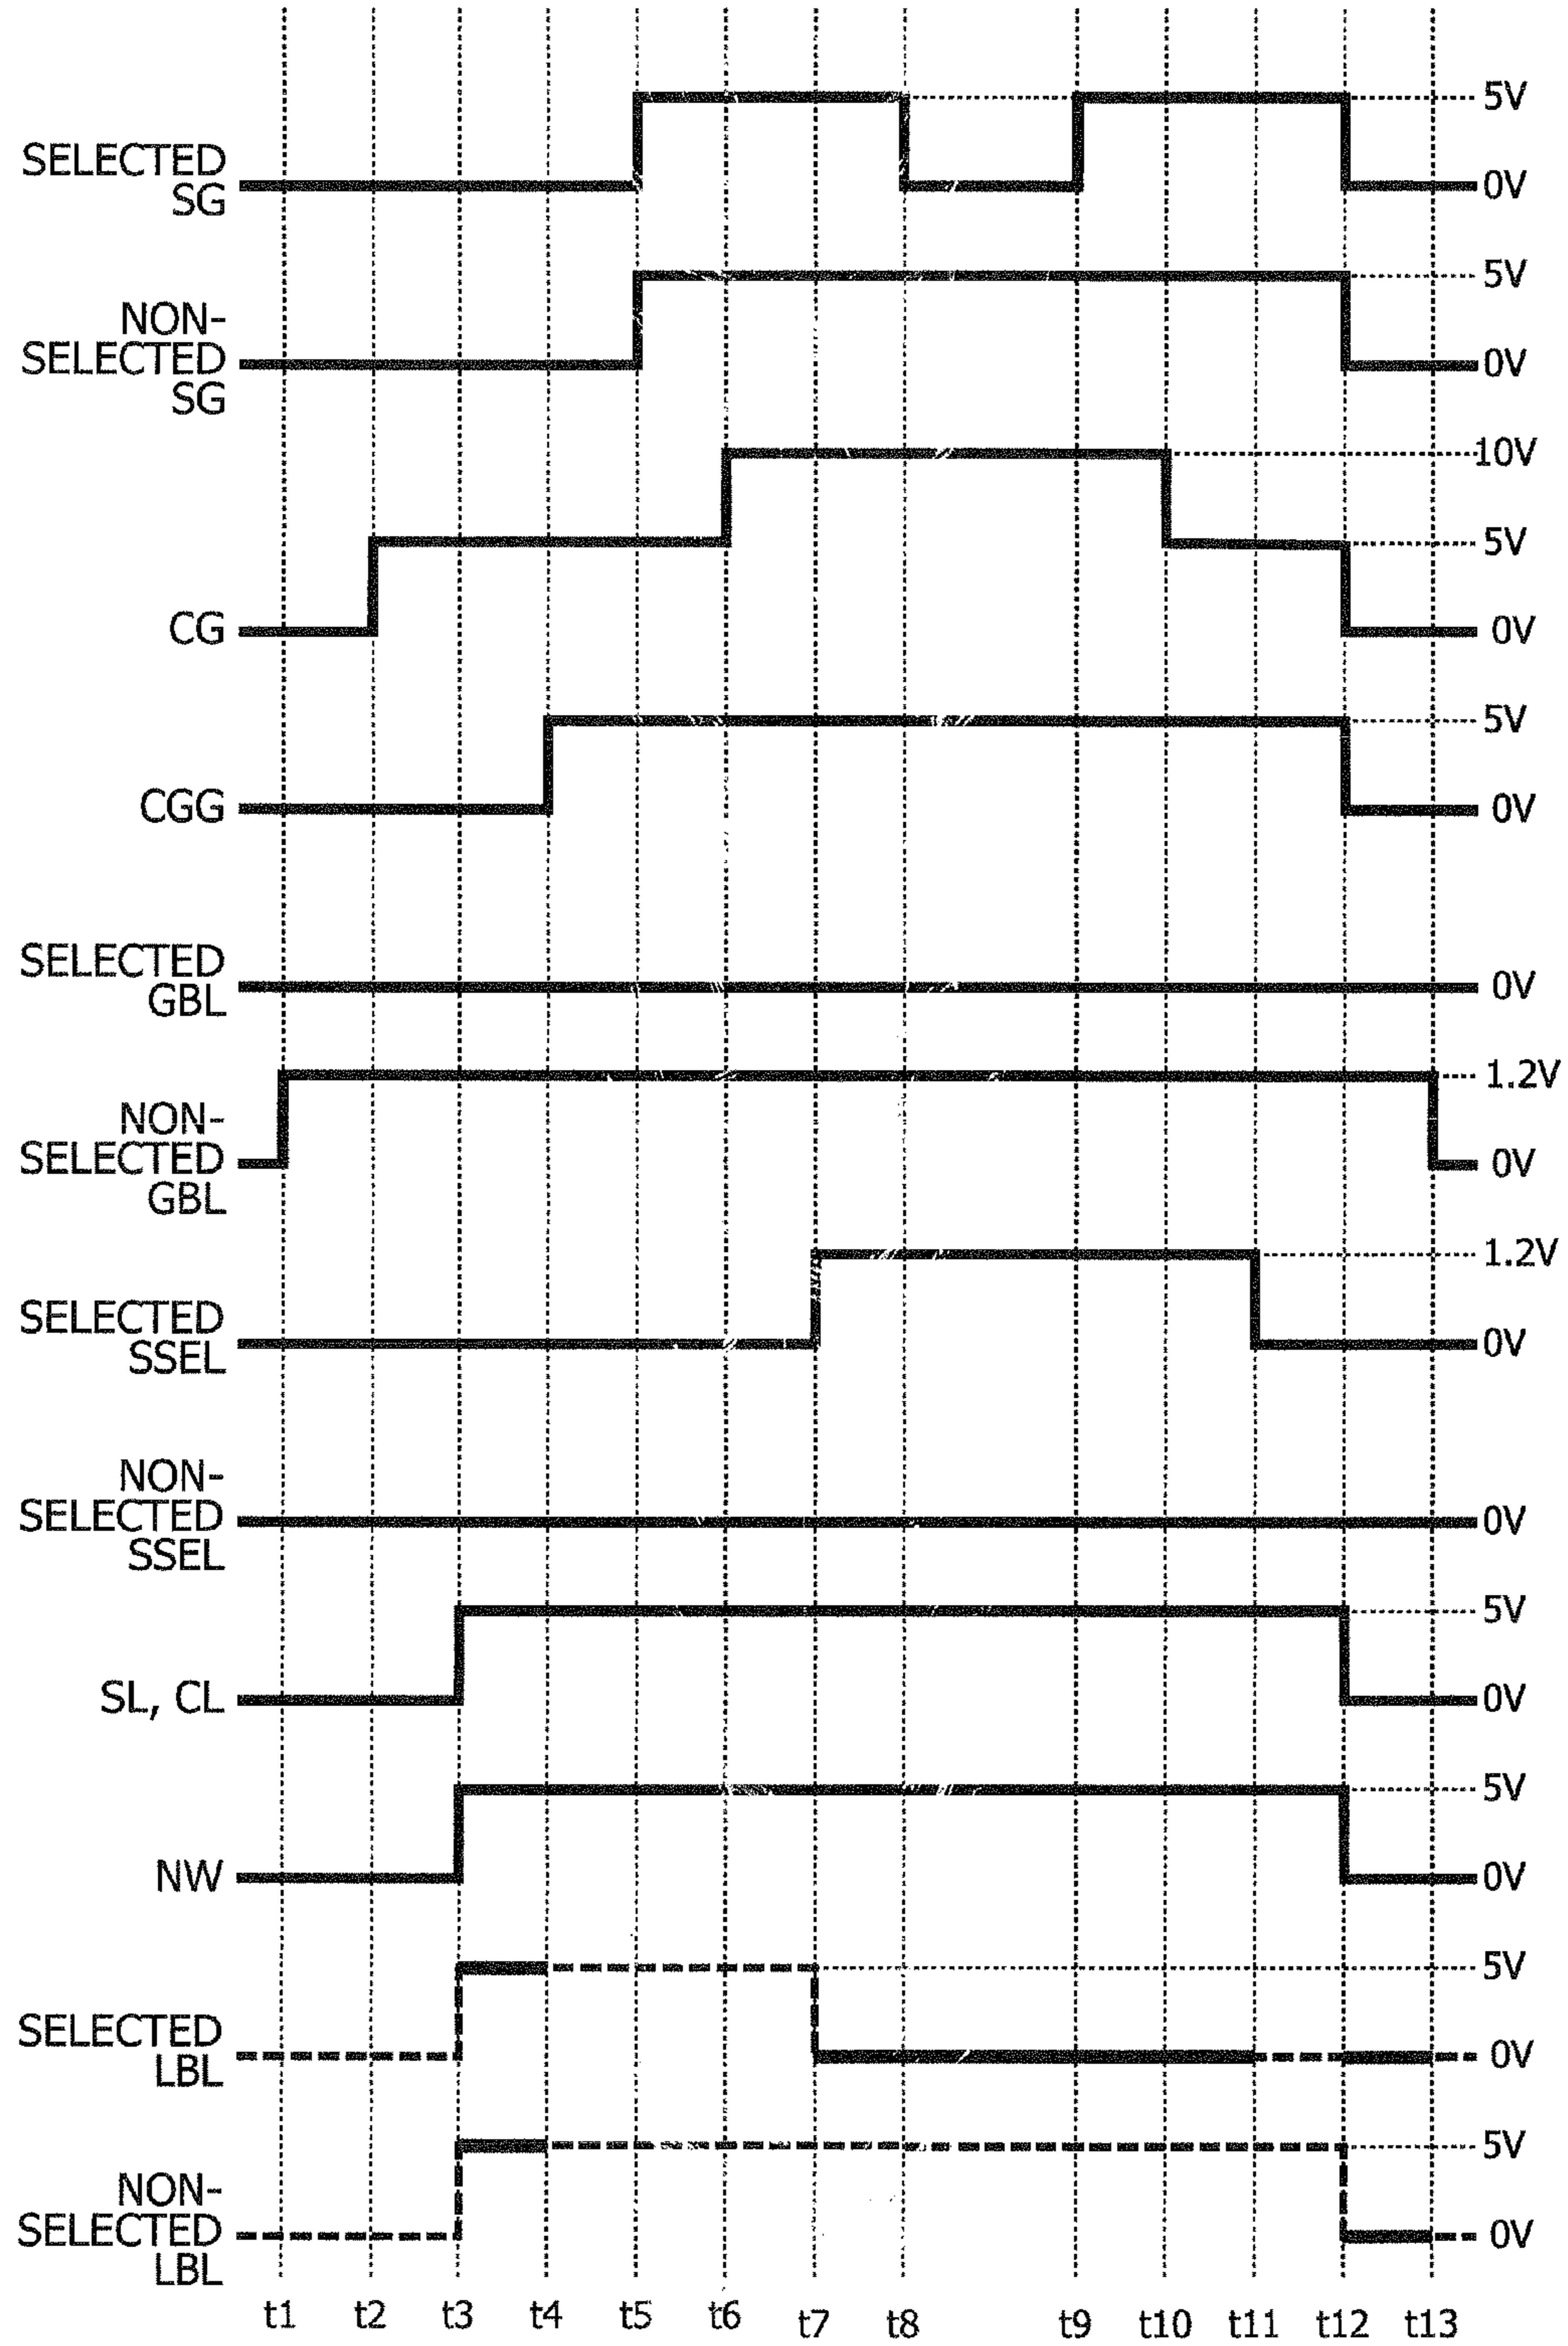 5V
SELECTED
SG
0V
5V
NON-
SELECTED
SG
0V
10V
5V
CG
0V
5V
CGG
0V
SELECTED
GBL
0V
1.2V
NON-
SELECTED
GBL
0V
1.2V
SELECTED
SSEL
0V
NON-
SELECTED
SSEL
0V
5V
SL, CL
0V
5V
NW
0V
5V
SELECTED
LBL
0V
5V
NON-
SELECTED
LBL
0V
t1 t2 t3 t4 t5 t6 t7 t8 t9 t10 t11 t12 t13